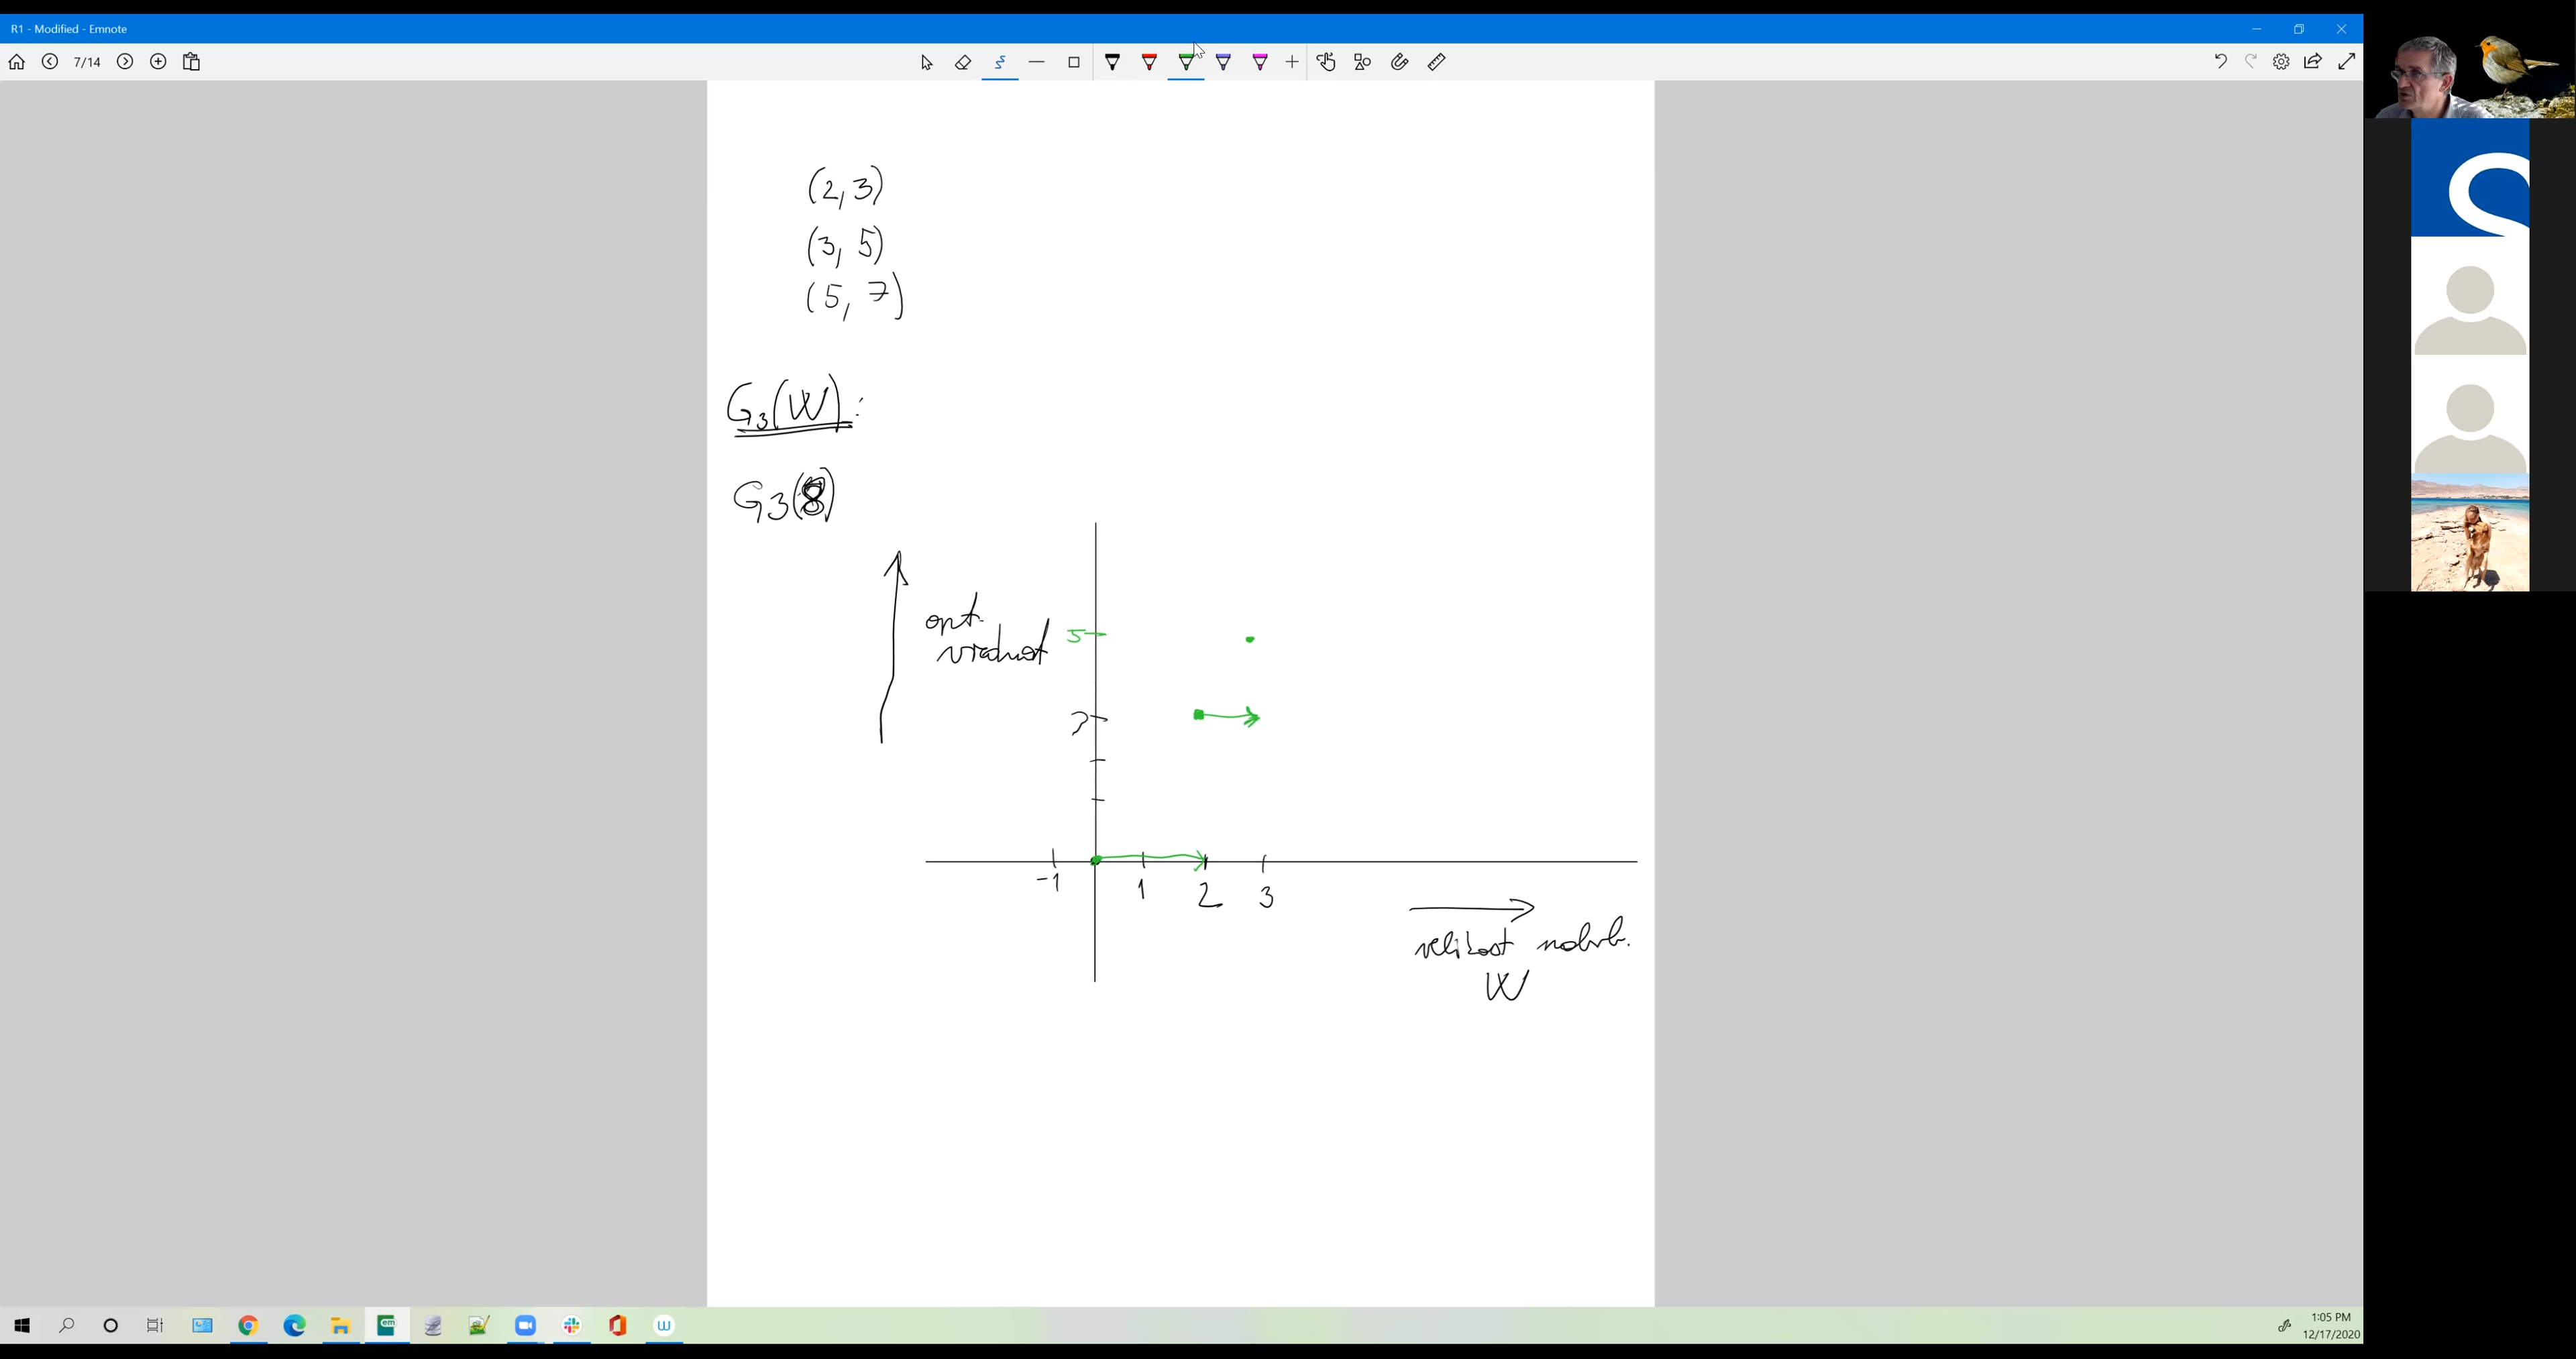 R1 - Modified - Emnote
7/14
(2, 3)
(3, 5)
(5, 7)
G3(W):
G3(8)
opt.
vrednost
5
3
-1 1 2 3
velikost nahrb.
W
1:05 PM
12/17/2020